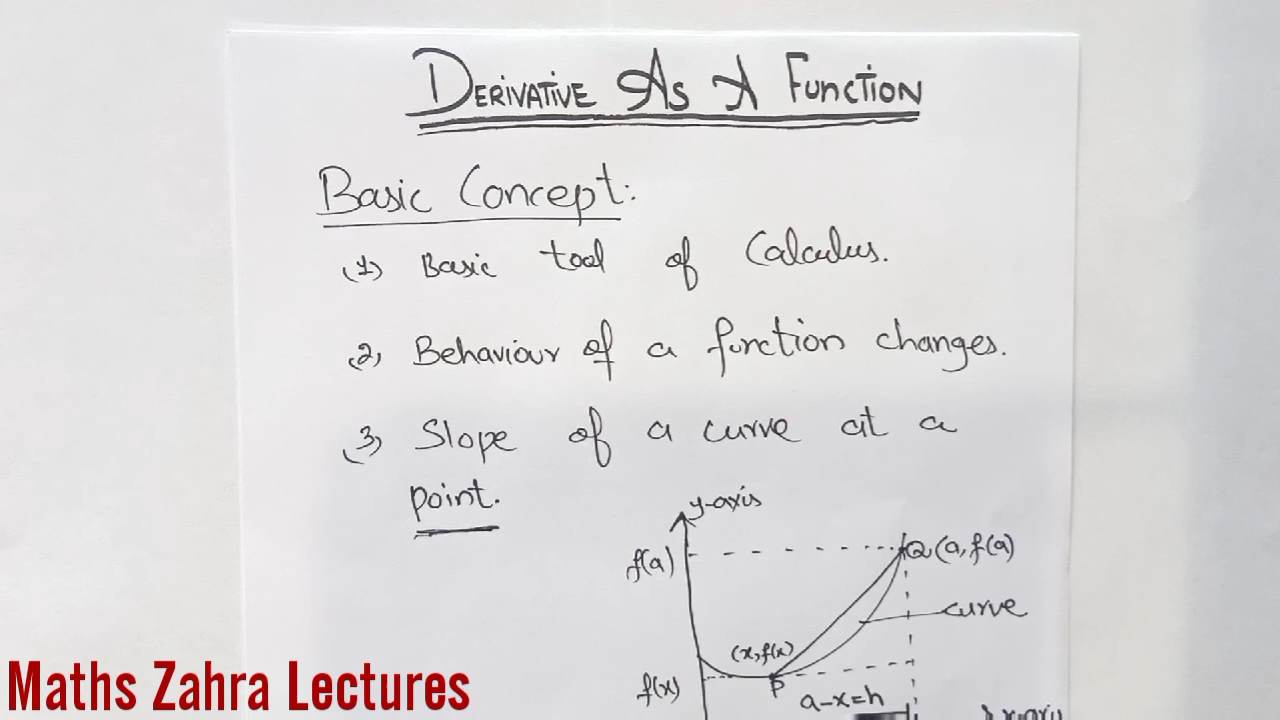 DERIVATIVE AS A FUNCTION
Basic Concept:
(1) Basic tool of Calculus.
(2) Behaviour of a function changes.
(3) Slope of a curve at a
point.
y-axis
f(a)
Q(a, f(a)
curve
(x, f(x)
f(x)
P
a-x=h
x-axis
Maths Zahra Lectures